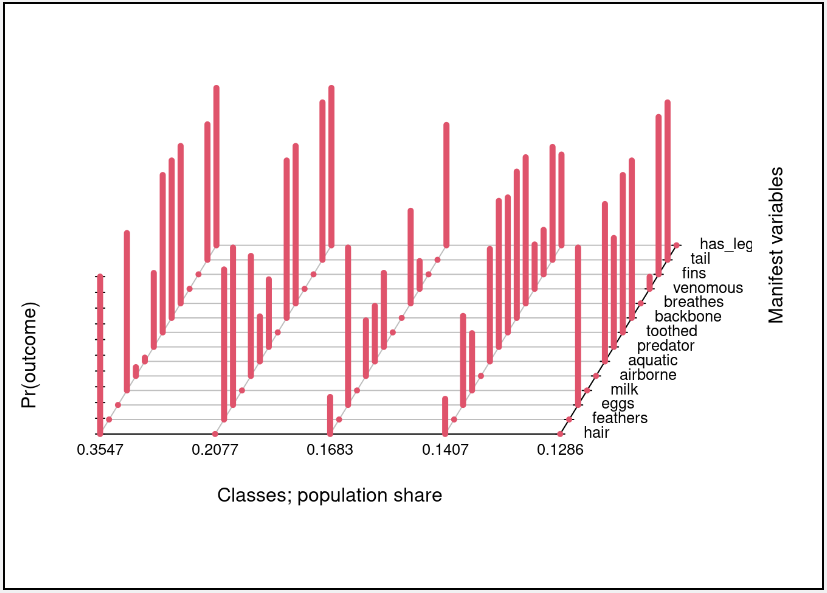 Manifest variables
has_leg
tail
fins
venomous
breathes
backbone
toothed
predator
aquatic
airborne
milk
eggs
feathers
hair
Pr(outcome)
0.3547 0.2077 0.1683 0.1407 0.1286
Classes; population share